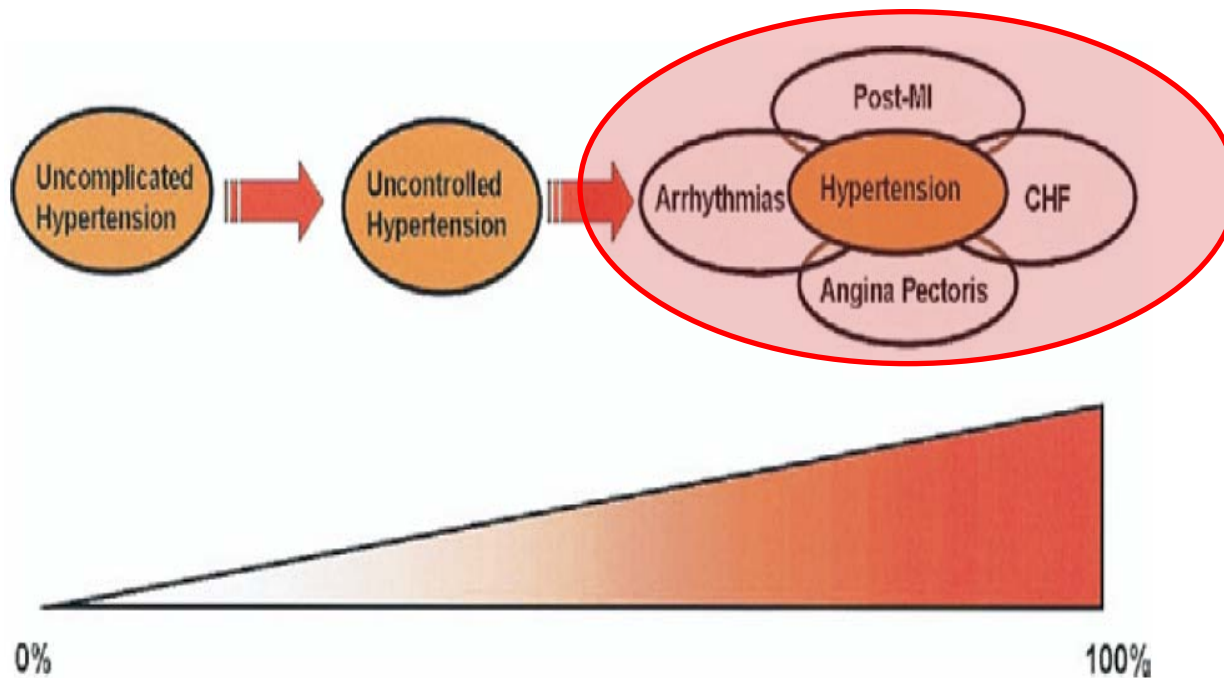 Uncomplicated
Hypertension
Uncontrolled
Hypertension
Post-MI
Arrhythmias
Hypertension
CHF
Angina Pectoris
0%
100%